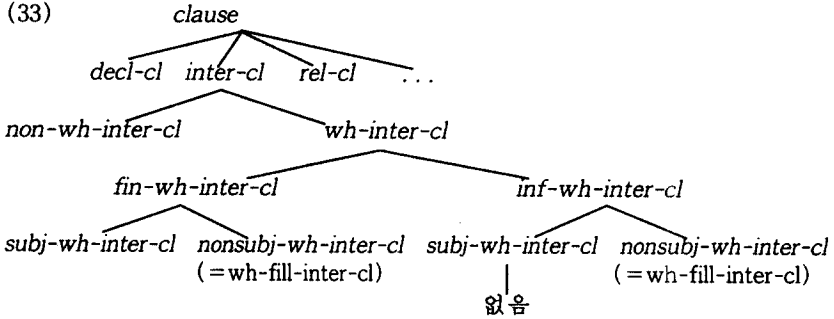 (33) clause
decl-cl inter-cl rel-cl ...
non-wh-inter-cl wh-inter-cl
fin-wh-inter-cl inf-wh-inter-cl
subj-wh-inter-cl nonsubj-wh-inter-cl subj-wh-inter-cl nonsubj-wh-inter-cl
(=wh-fill-inter-cl) (=wh-fill-inter-cl)
없음